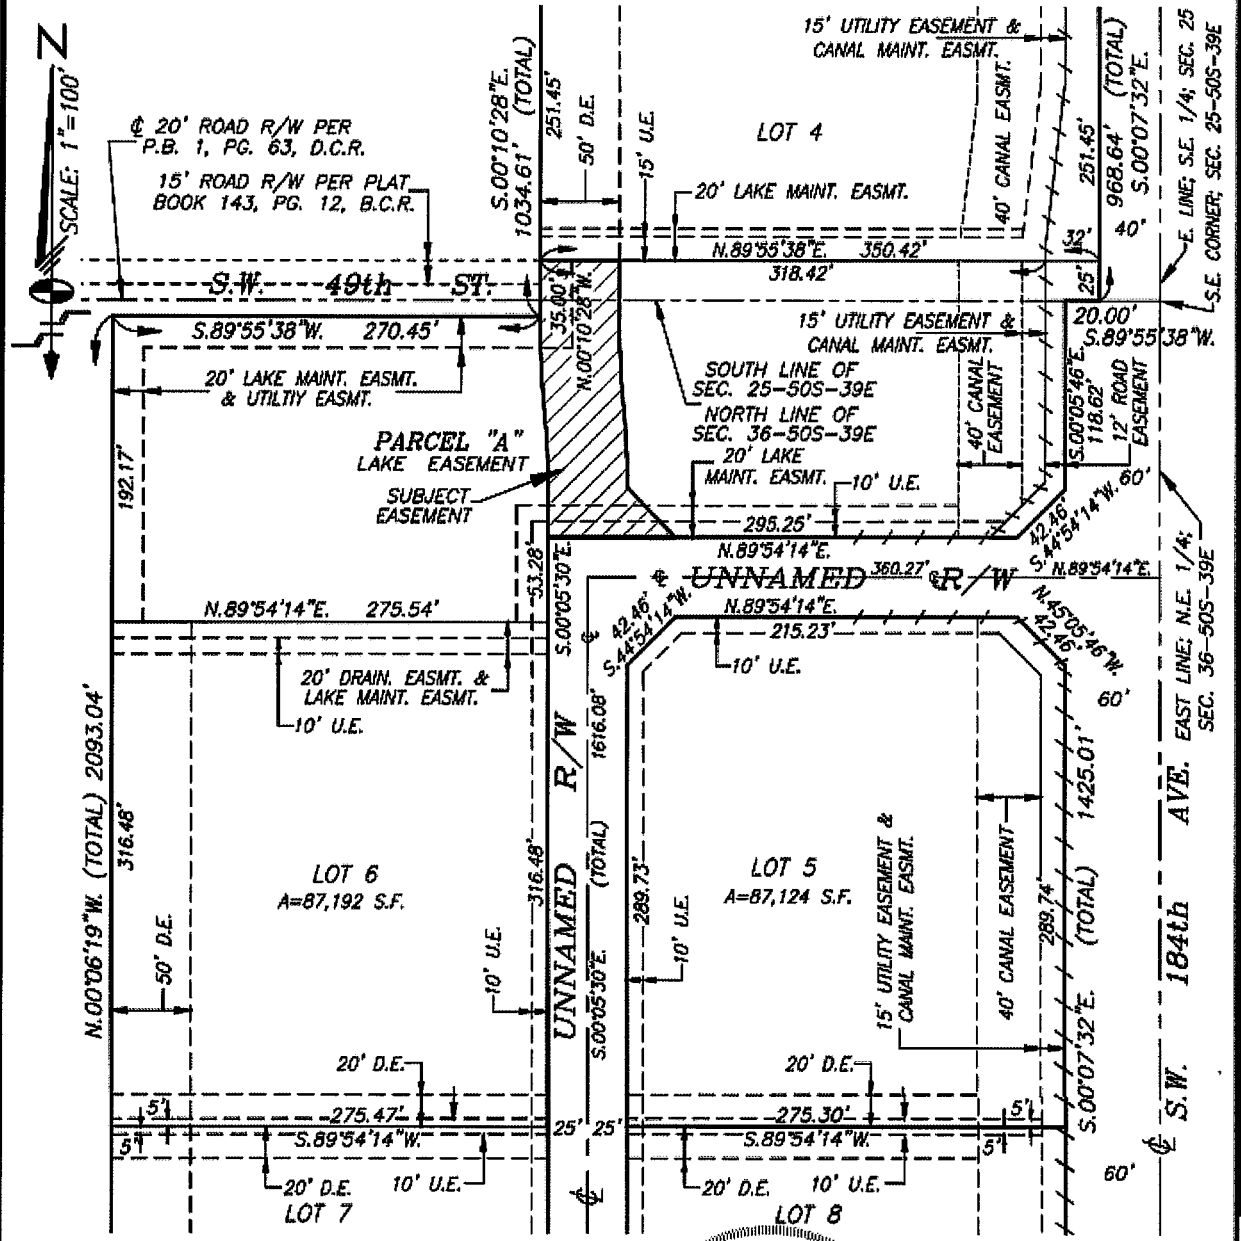 Z
SCALE: 1"=100'
℄ 20' ROAD R/W PER
P.B. 1, PG. 63, D.C.R.
15' ROAD R/W PER PLAT
BOOK 143, PG. 12, B.C.R.
S.00°10'28"E.
1034.61' (TOTAL)
251.45'
50' D.E.
15' U.E.
15' UTILITY EASEMENT &
CANAL MAINT. EASMT.
LOT 4
40' CANAL EASMT.
20' LAKE MAINT. EASMT.
251.45'
968.64' (TOTAL)
S.00°07'32"E.
E. LINE; S.E. 1/4; SEC. 25
S.E. CORNER; SEC. 25-50S-39E
N.89°55'38"E. 350.42'
318.42'
32'
40'
25'
S.W. 49th ST.
35.00'
N.00°10'28"W.
20.00'
S.89°55'38"W.
S.89°55'38"W. 270.45'
15' UTILITY EASEMENT &
CANAL MAINT. EASMT.
20' LAKE MAINT. EASMT.
& UTILTIY EASMT.
SOUTH LINE OF
SEC. 25-50S-39E
NORTH LINE OF
SEC. 36-50S-39E
40' CANAL
EASEMENT
S.00°05'46"E.
118.62'
12' ROAD
EASEMENT
192.17'
PARCEL "A"
LAKE EASEMENT
SUBJECT
EASEMENT
20' LAKE
MAINT. EASMT.
10' U.E.
60'
42.46'
S.44°54'14"W.
295.25'
N.89°54'14"E.
53.28'
S.00°05'30"E.
℄ UNNAMED 360.27' ℄ R/W N.89°54'14"E.
EAST LINE; N.E. 1/4;
SEC. 36-50S-39E
N.89°54'14"E. 275.54'
42.46'
S.44°54'14"W.
N.89°54'14"E.
215.23'
N.45°05'46"W.
42.46'
10' U.E.
60'
20' DRAIN. EASMT. &
LAKE MAINT. EASMT.
10' U.E.
℄
N.00°06'19"W. (TOTAL) 2093.04'
316.48'
LOT 6
A=87,192 S.F.
50' D.E.
10' U.E.
316.48'
UNNAMED R/W
S.00°05'30"E. (TOTAL) 1616.08'
289.73'
10' U.E.
LOT 5
A=87,124 S.F.
15' UTILITY EASEMENT &
CANAL MAINT. EASMT.
40' CANAL EASEMENT
289.74'
S.00°07'32"E. (TOTAL) 1425.01'
℄ S.W. 184th AVE.
20' D.E.
20' D.E.
5'
275.47'
S.89°54'14"W.
5'
25' 25'
275.30'
S.89°54'14"W.
5'
5'
60'
20' D.E.
10' U.E.
℄
20' D.E.
10' U.E.
LOT 7
LOT 8